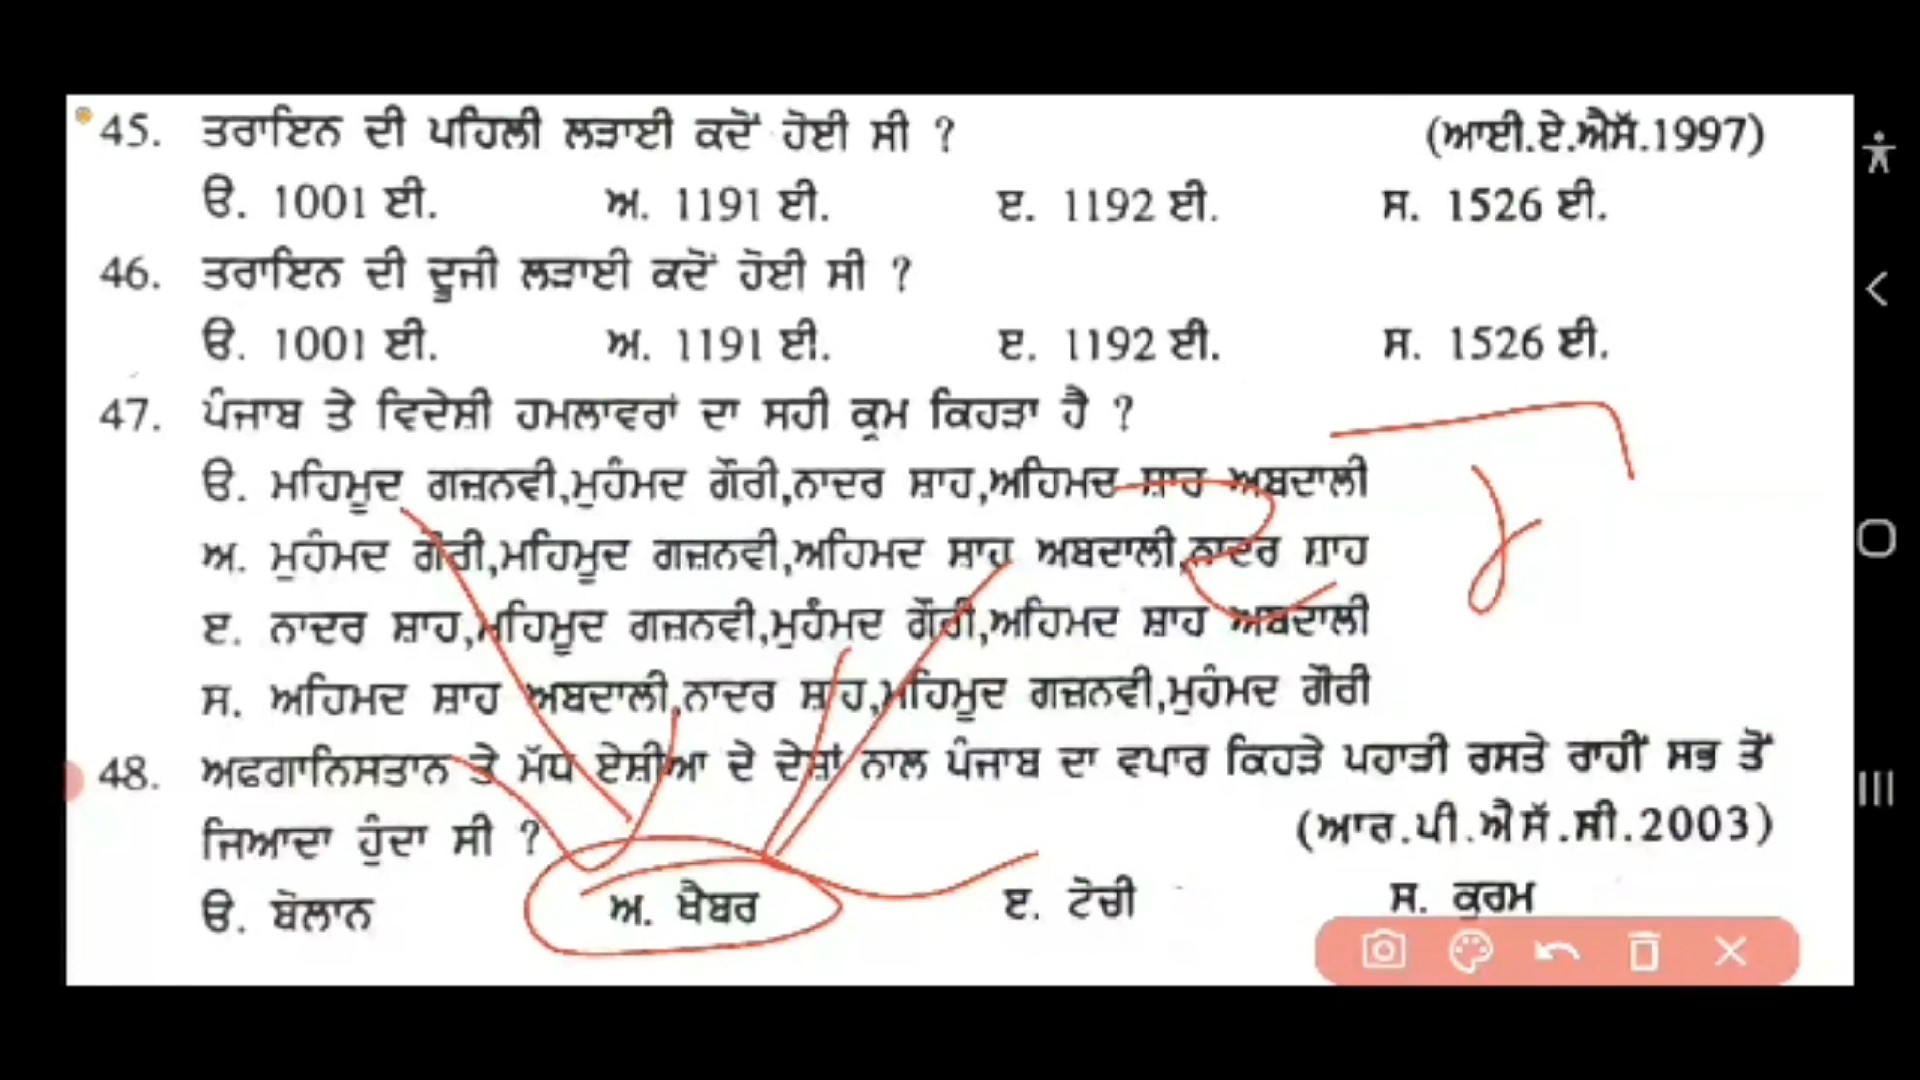 45. ਤਰਾਇਨ ਦੀ ਪਹਿਲੀ ਲੜਾਈ ਕਦੋਂ ਹੋਈ ਸੀ ? (ਆਈ.ਏ.ਐਸੱ.1997)
ੳ. 1001 ਈ. ਅ. 1191 ਈ. ੲ. 1192 ਈ. ਸ. 1526 ਈ.
46. ਤਰਾਇਨ ਦੀ ਦੂਜੀ ਲੜਾਈ ਕਦੋਂ ਹੋਈ ਸੀ ?
ੳ. 1001 ਈ. ਅ. 1191 ਈ. ੲ. 1192 ਈ. ਸ. 1526 ਈ.
47. ਪੰਜਾਬ ਤੇ ਵਿਦੇਸ਼ੀ ਹਮਲਾਵਰਾਂ ਦਾ ਸਹੀ ਕ੍ਰਮ ਕਿਹੜਾ ਹੈ ?
ੳ. ਮਹਿਮੂਦ ਗਜ਼ਨਵੀ,ਮੁਹੰਮਦ ਗੌਰੀ,ਨਾਦਰ ਸ਼ਾਹ,ਅਹਿਮਦ ਸ਼ਾਹ ਅਬਦਾਲੀ
ਅ. ਮੁਹੰਮਦ ਗੌਰੀ,ਮਹਿਮੂਦ ਗਜ਼ਨਵੀ,ਅਹਿਮਦ ਸ਼ਾਹ ਅਬਦਾਲੀ,ਨਾਦਰ ਸ਼ਾਹ
ੲ. ਨਾਦਰ ਸ਼ਾਹ,ਮਹਿਮੂਦ ਗਜ਼ਨਵੀ,ਮੁਹੰਮਦ ਗੌਰੀ,ਅਹਿਮਦ ਸ਼ਾਹ ਅਬਦਾਲੀ
ਸ. ਅਹਿਮਦ ਸ਼ਾਹ ਅਬਦਾਲੀ,ਨਾਦਰ ਸ਼ਾਹ,ਮਹਿਮੂਦ ਗਜ਼ਨਵੀ,ਮੁਹੰਮਦ ਗੌਰੀ
48. ਅਫਗਾਨਿਸਤਾਨ ਤੇ ਮੱਧ ਏਸ਼ੀਆ ਦੇ ਦੇਸ਼ਾਂ ਨਾਲ ਪੰਜਾਬ ਦਾ ਵਪਾਰ ਕਿਹੜੇ ਪਹਾੜੀ ਰਸਤੇ ਰਾਹੀਂ ਸਭ ਤੋਂ
ਜਿਆਦਾ ਹੁੰਦਾ ਸੀ ? (ਆਰ.ਪੀ.ਐਸੱ.ਸੀ.2003)
ੳ. ਬੋਲਾਨ ਅ. ਖੈਬਰ ੲ. ਟੋਚੀ ਸ. ਕੁਰਮ